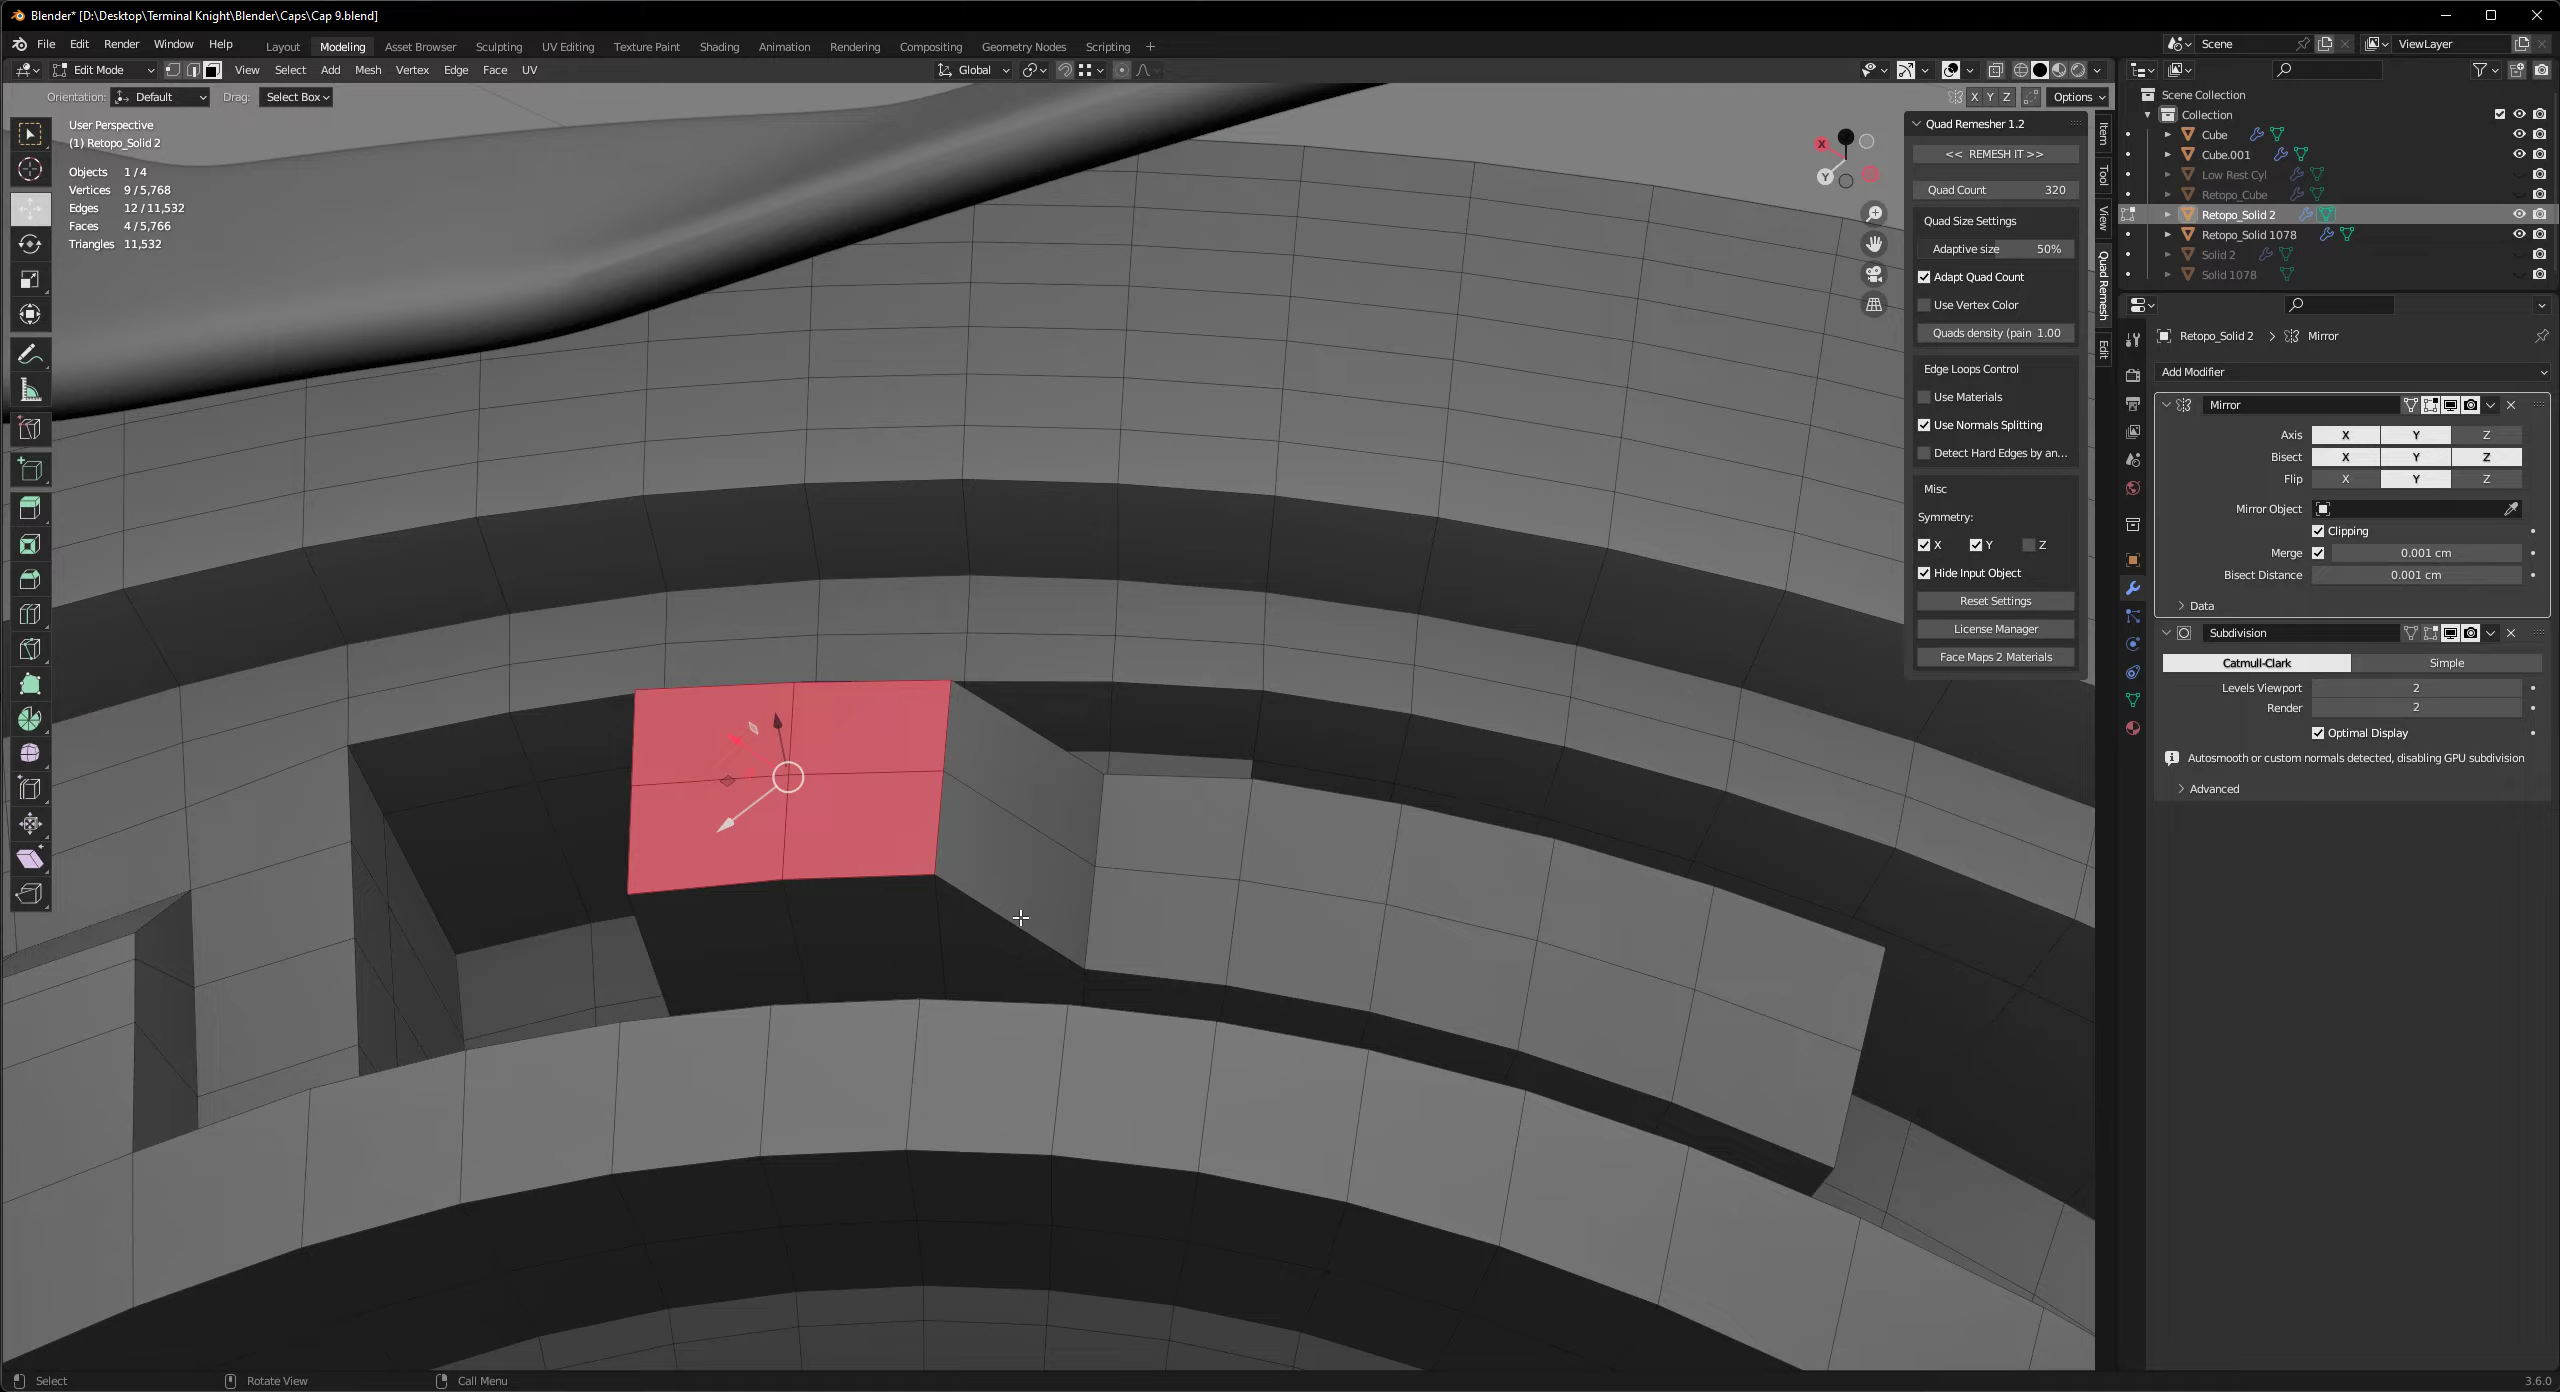 Blender* [D:\Desktop\Terminal Knight\Blender\Caps\Cap 9.blend]
File Edit Render Window Help Layout Modeling Asset Browser Sculpting UV Editing Texture Paint Shading Animation Rendering Compositing Geometry Nodes Scripting + Scene ViewLayer
Edit Mode View Select Add Mesh Vertex Edge Face UV Global
Orientation: Default Drag: Select Box X Y Z Options
User Perspective
(1) Retopo_Solid 2
Objects 1 / 4
Vertices 9 / 5,768
Edges 12 / 11,532
Faces 4 / 5,766
Triangles 11,532
X
Y
Quad Remesher 1.2
<< REMESH IT >>
Quad Count 320
Quad Size Settings
Adaptive size 50%
Adapt Quad Count
Use Vertex Color
Quads density (pain 1.00
Edge Loops Control
Use Materials
Use Normals Splitting
Detect Hard Edges by an...
Misc
Symmetry:
X Y Z
Hide Input Object
Reset Settings
License Manager
Face Maps 2 Materials
Item
Tool
View
Quad Remesh
Edit
Scene Collection
Collection
Cube
Cube.001
Low Rest Cyl
Retopo_Cube
Retopo_Solid 2
Retopo_Solid 1078
Solid 2
Solid 1078
Retopo_Solid 2 > Mirror
Add Modifier
Mirror
Axis X Y Z
Bisect X Y Z
Flip X Y Z
Mirror Object
Clipping
Merge 0.001 cm
Bisect Distance 0.001 cm
Data
Subdivision
Catmull-Clark Simple
Levels Viewport 2
Render 2
Optimal Display
Autosmooth or custom normals detected, disabling GPU subdivision
Advanced
Select Rotate View Call Menu 3.6.0